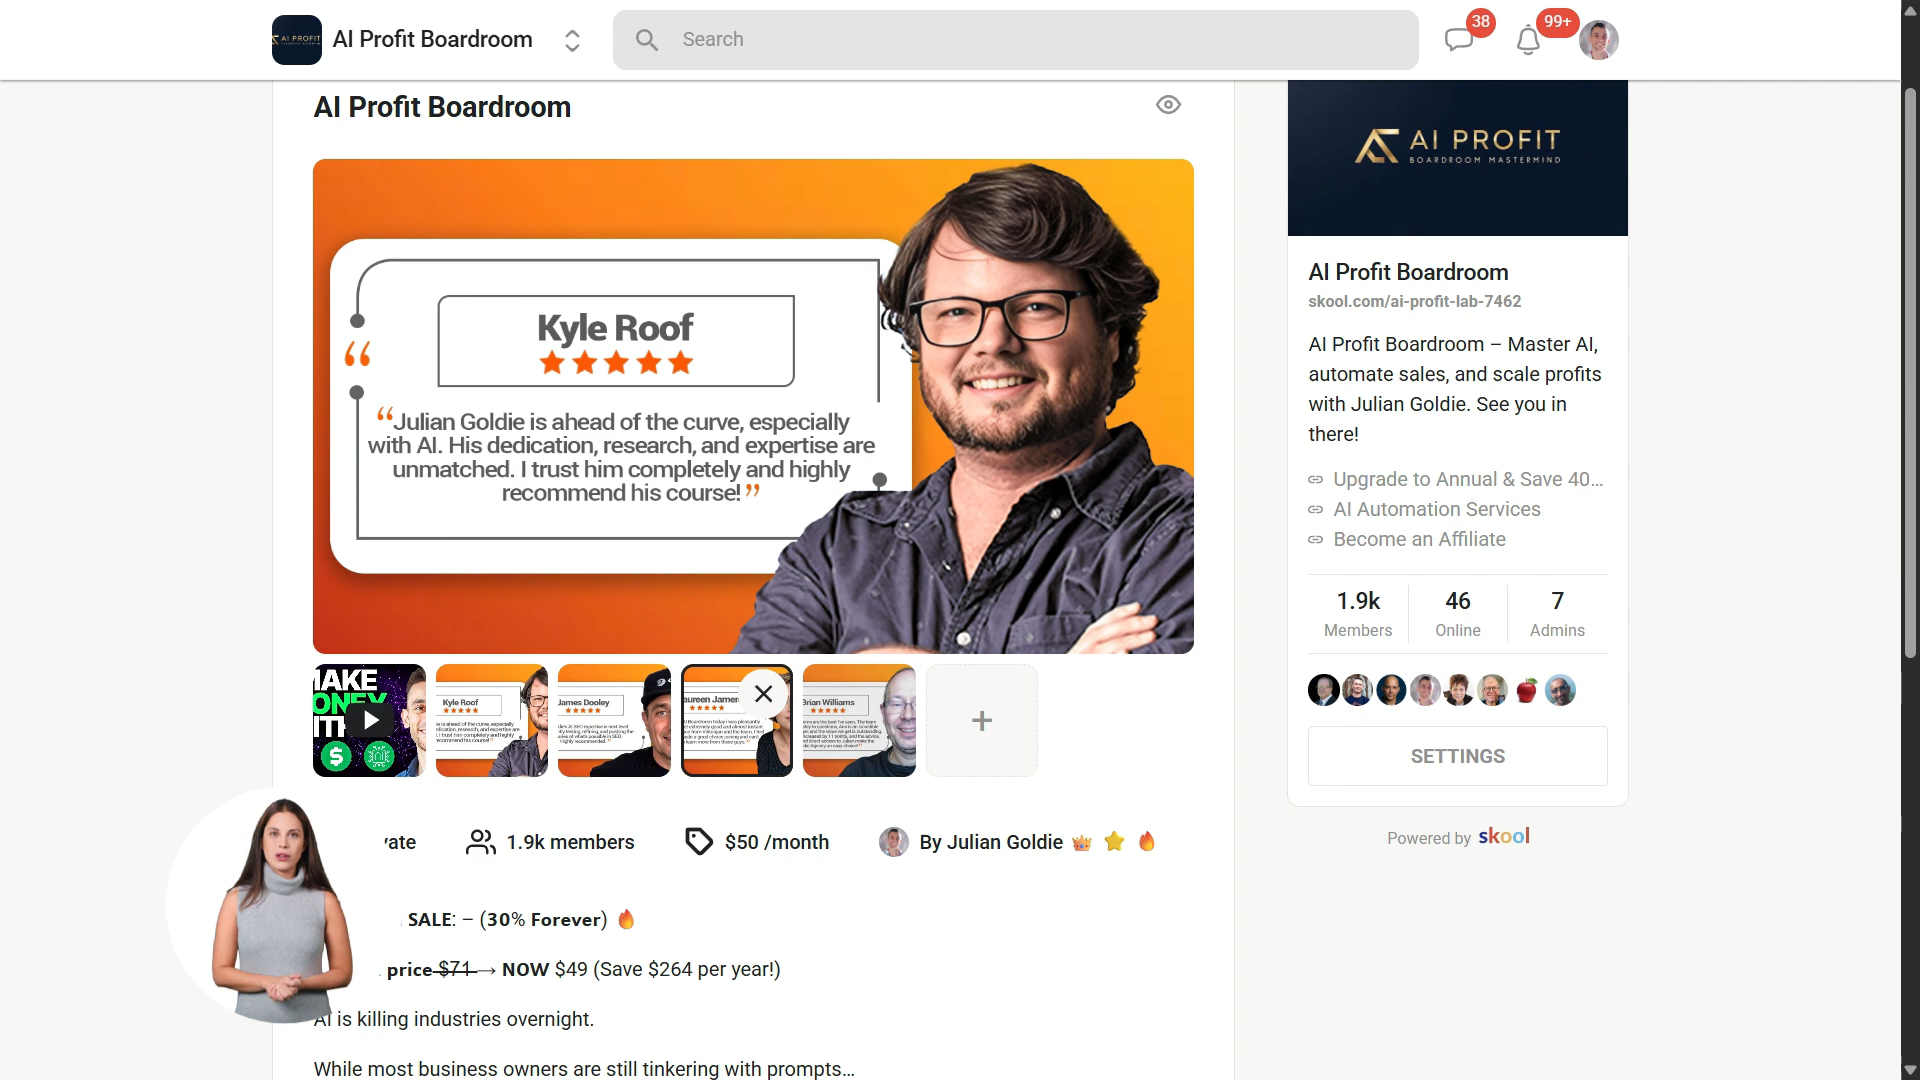 AI PROFIT
AI Profit Boardroom
Search
38
99+
AI Profit Boardroom
Kyle Roof
“Julian Goldie is ahead of the curve, especially
with AI. His dedication, research, and expertise are
unmatched. I trust him completely and highly
recommend his course!”
MAKE
MONEY
Kyle Roof
James Dooley
Brian Williams
+
1.9k members
$50 /month
By Julian Goldie
SALE: – (30% Forever)
price $71 → NOW $49 (Save $264 per year!)
AI is killing industries overnight.
While most business owners are still tinkering with prompts...
AI PROFIT
BOARDROOM MASTERMIND
AI Profit Boardroom
skool.com/ai-profit-lab-7462
AI Profit Boardroom – Master AI,
automate sales, and scale profits
with Julian Goldie. See you in
there!
Upgrade to Annual & Save 40...
AI Automation Services
Become an Affiliate
1.9k
Members
46
Online
7
Admins
SETTINGS
Powered by skool